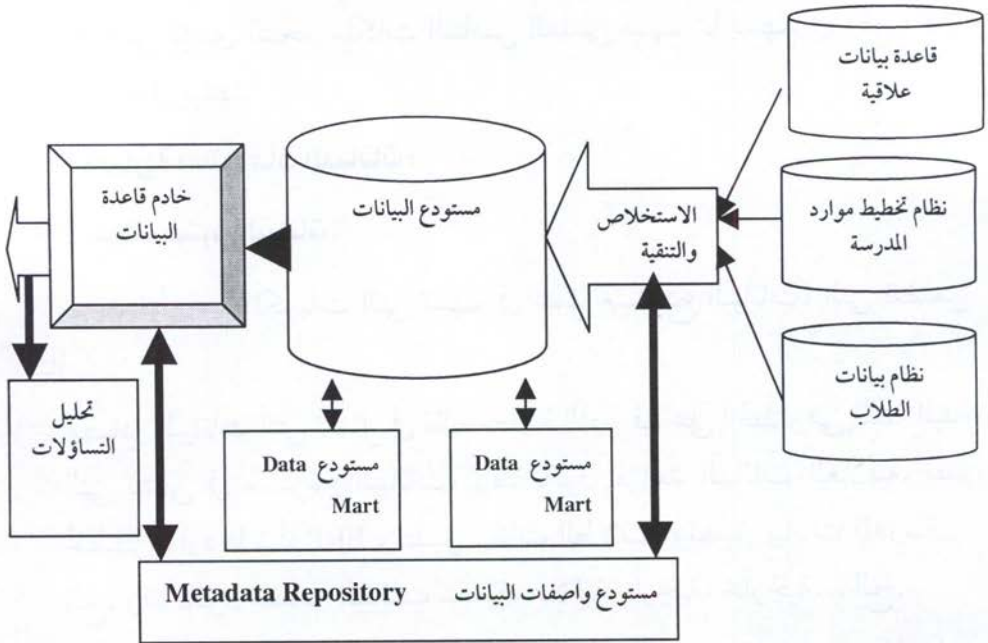 قاعدة بيانات
علاقية
نظام تخطيط موارد
المدرسة
نظام بيانات
الطلاب
الاستخلاص
والتنقية
مستودع البيانات
خادم قاعدة
البيانات
تحليل
التساؤلات
مستودع Data
Mart
مستودع Data
Mart
مستودع واصفات البيانات Metadata Repository